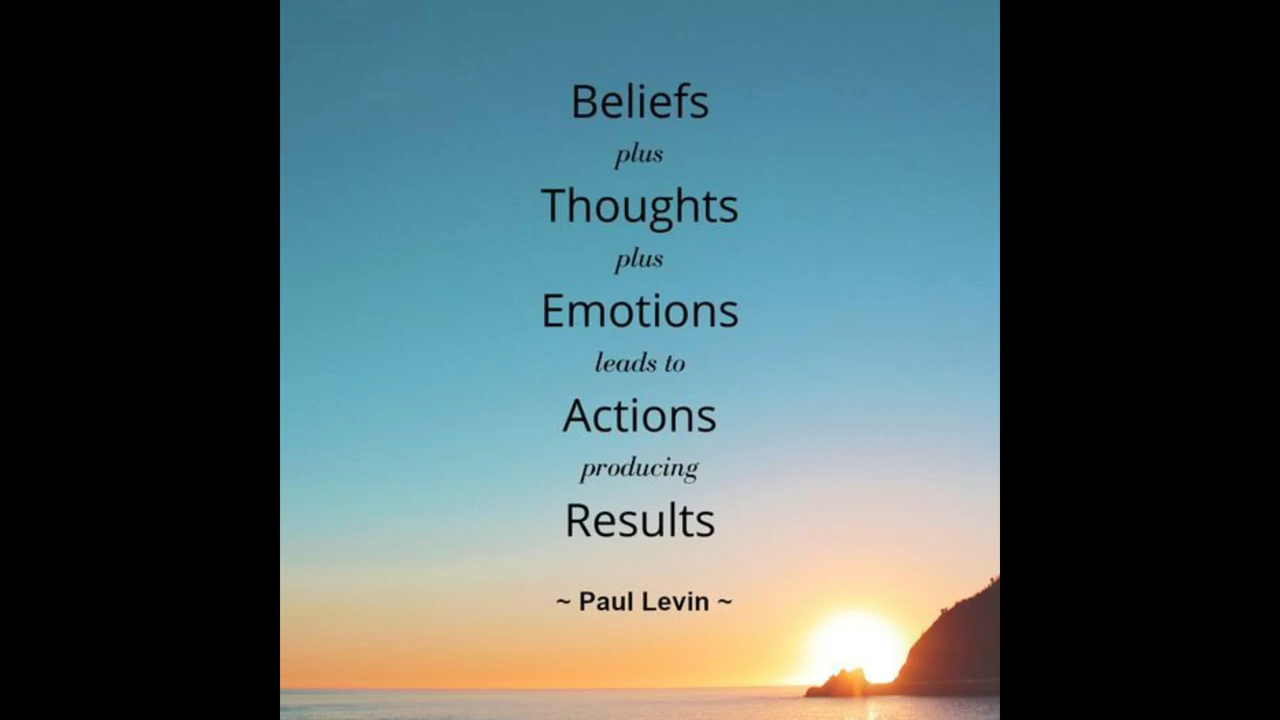 Beliefs
plus
Thoughts
plus
Emotions
leads to
Actions
producing
Results
~ Paul Levin ~